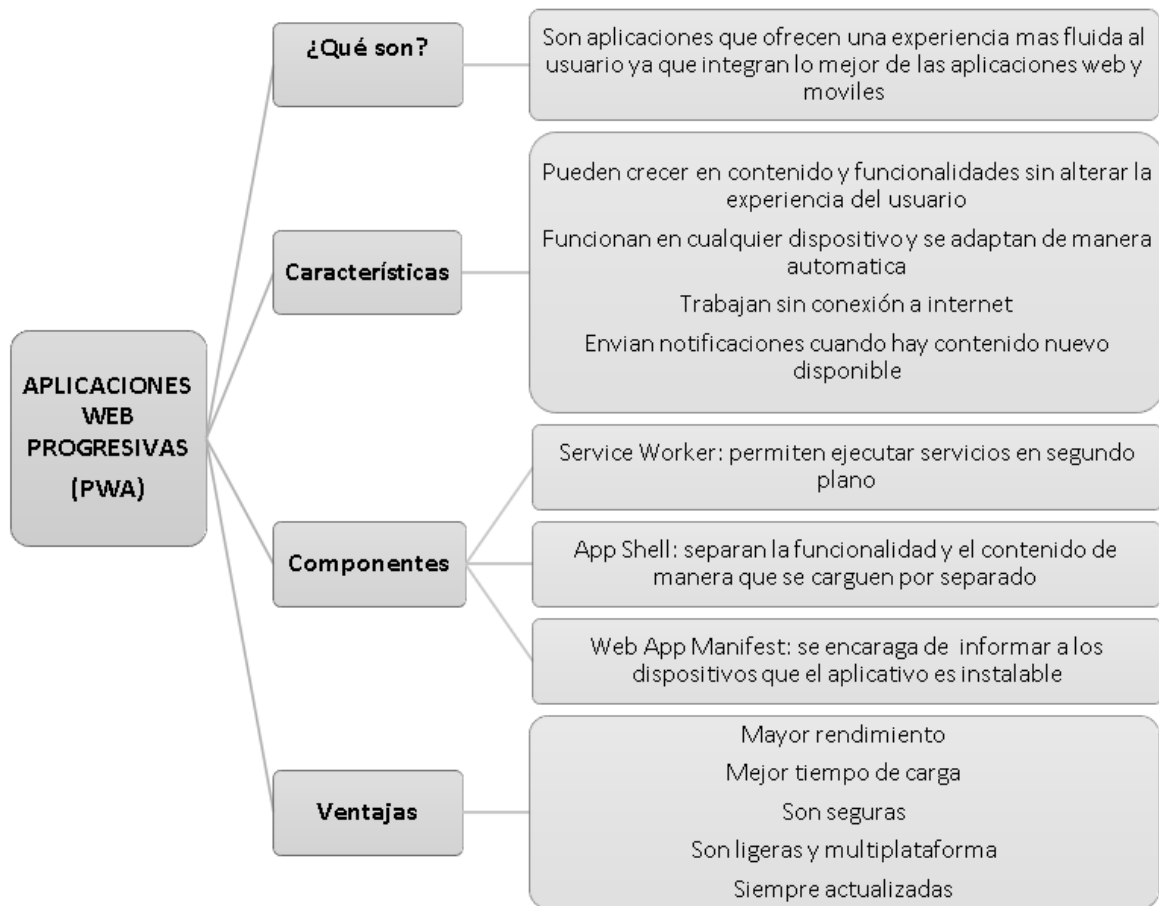 ¿Qué son?
Son aplicaciones que ofrecen una experiencia mas fluida al
usuario ya que integran lo mejor de las aplicaciones web y
moviles
Pueden crecer en contenido y funcionalidades sin alterar la
experiencia del usuario
Funcionan en cualquier dispositivo y se adaptan de manera
automatica
Trabajan sin conexión a internet
Envian notificaciones cuando hay contenido nuevo
disponible
Característícas
APLICACIONES
WEB
PROGRESIVAS
(PWA)
Componentes
Service Worker: permiten ejecutar servicios en segundo
plano
App Shell: separan la funcionalidad y el contenido de
manera que se carguen por separado
Web App Manifest: se encaraga de informar a los
dispositivos que el aplicativo es instalable
Ventajas
Mayor rendimiento
Mejor tiempo de carga
Son seguras
Son ligeras y multiplataforma
Siempre actualizadas